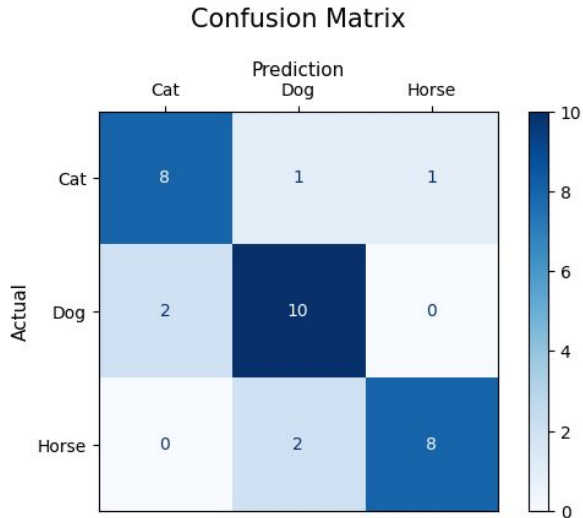 Confusion Matrix
Prediction
Cat Dog Horse
10
Cat 8 1 1
8
6
Actual
Dog 2 10 0
4
Horse 0 2 8
2
0